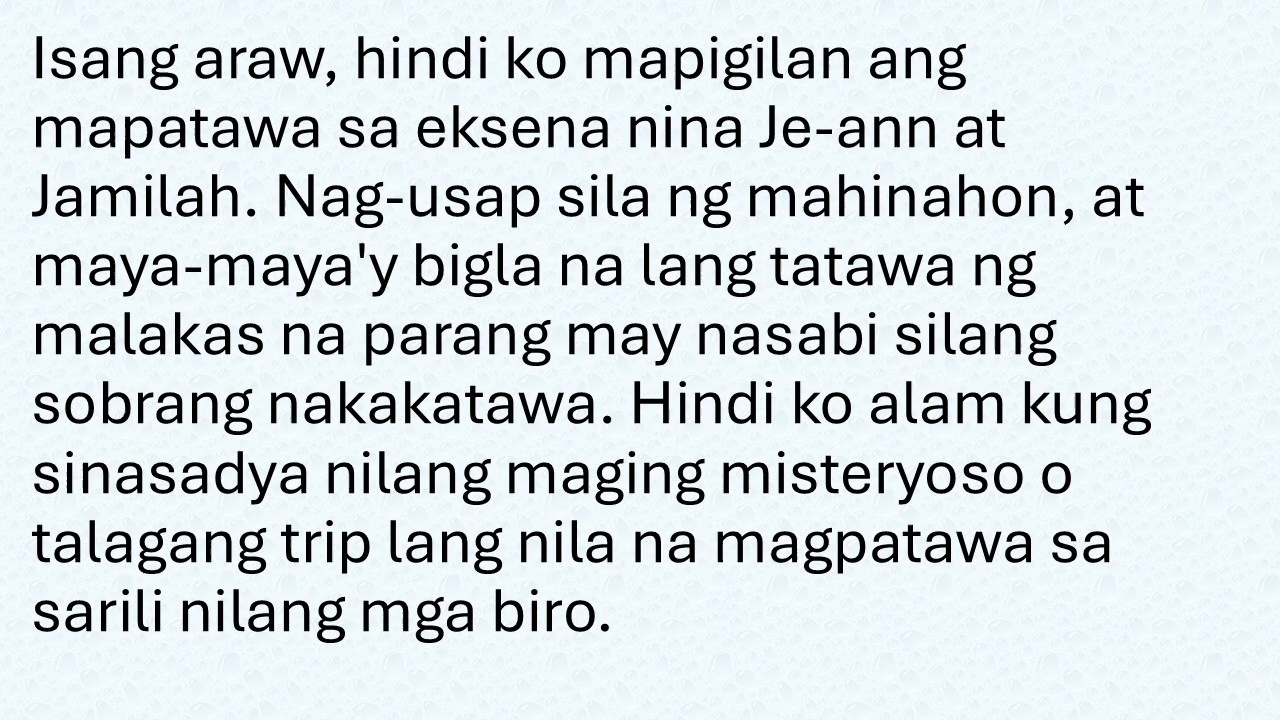 Isang araw, hindi ko mapigilan ang
mapatawa sa eksena nina Je-ann at
Jamilah. Nag-usap sila ng mahinahon, at
maya-maya'y bigla na lang tatawa ng
malakas na parang may nasabi silang
sobrang nakakatawa. Hindi ko alam kung
sinasadya nilang maging misteryoso o
talagang trip lang nila na magpatawa sa
sarili nilang mga biro.